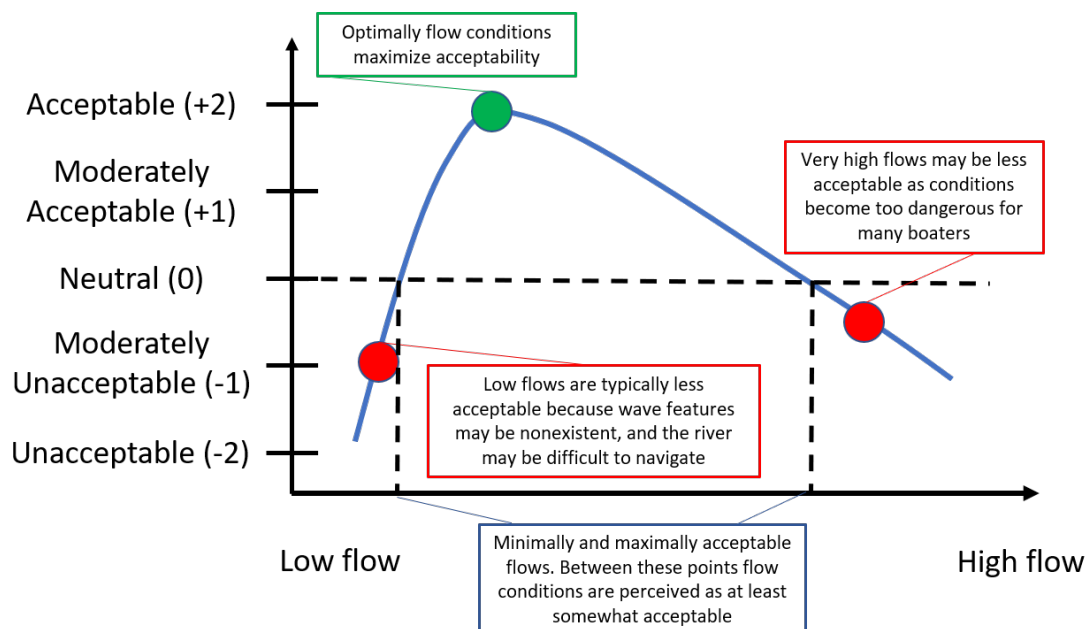 Optimally flow conditions
maximize acceptability
Acceptable (+2)
Moderately
Acceptable (+1)
Neutral (0)
Moderately
Unacceptable (-1)
Unacceptable (-2)
Very high flows may be less
acceptable as conditions
become too dangerous for
many boaters
Low flows are typically less
acceptable because wave features
may be nonexistent, and the river
may be difficult to navigate
Low flow
Minimally and maximally acceptable
flows. Between these points flow
conditions are perceived as at least
somewhat acceptable
High flow